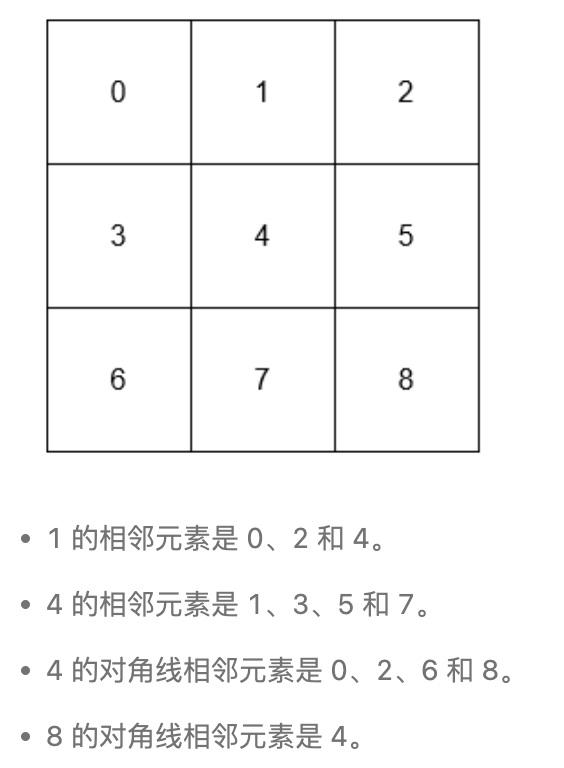 0 1 2
3 4 5
6 7 8
• 1 的相邻元素是 0、2 和 4。
• 4 的相邻元素是 1、3、5 和 7。
• 4 的对角线相邻元素是 0、2、6 和 8。
• 8 的对角线相邻元素是 4。